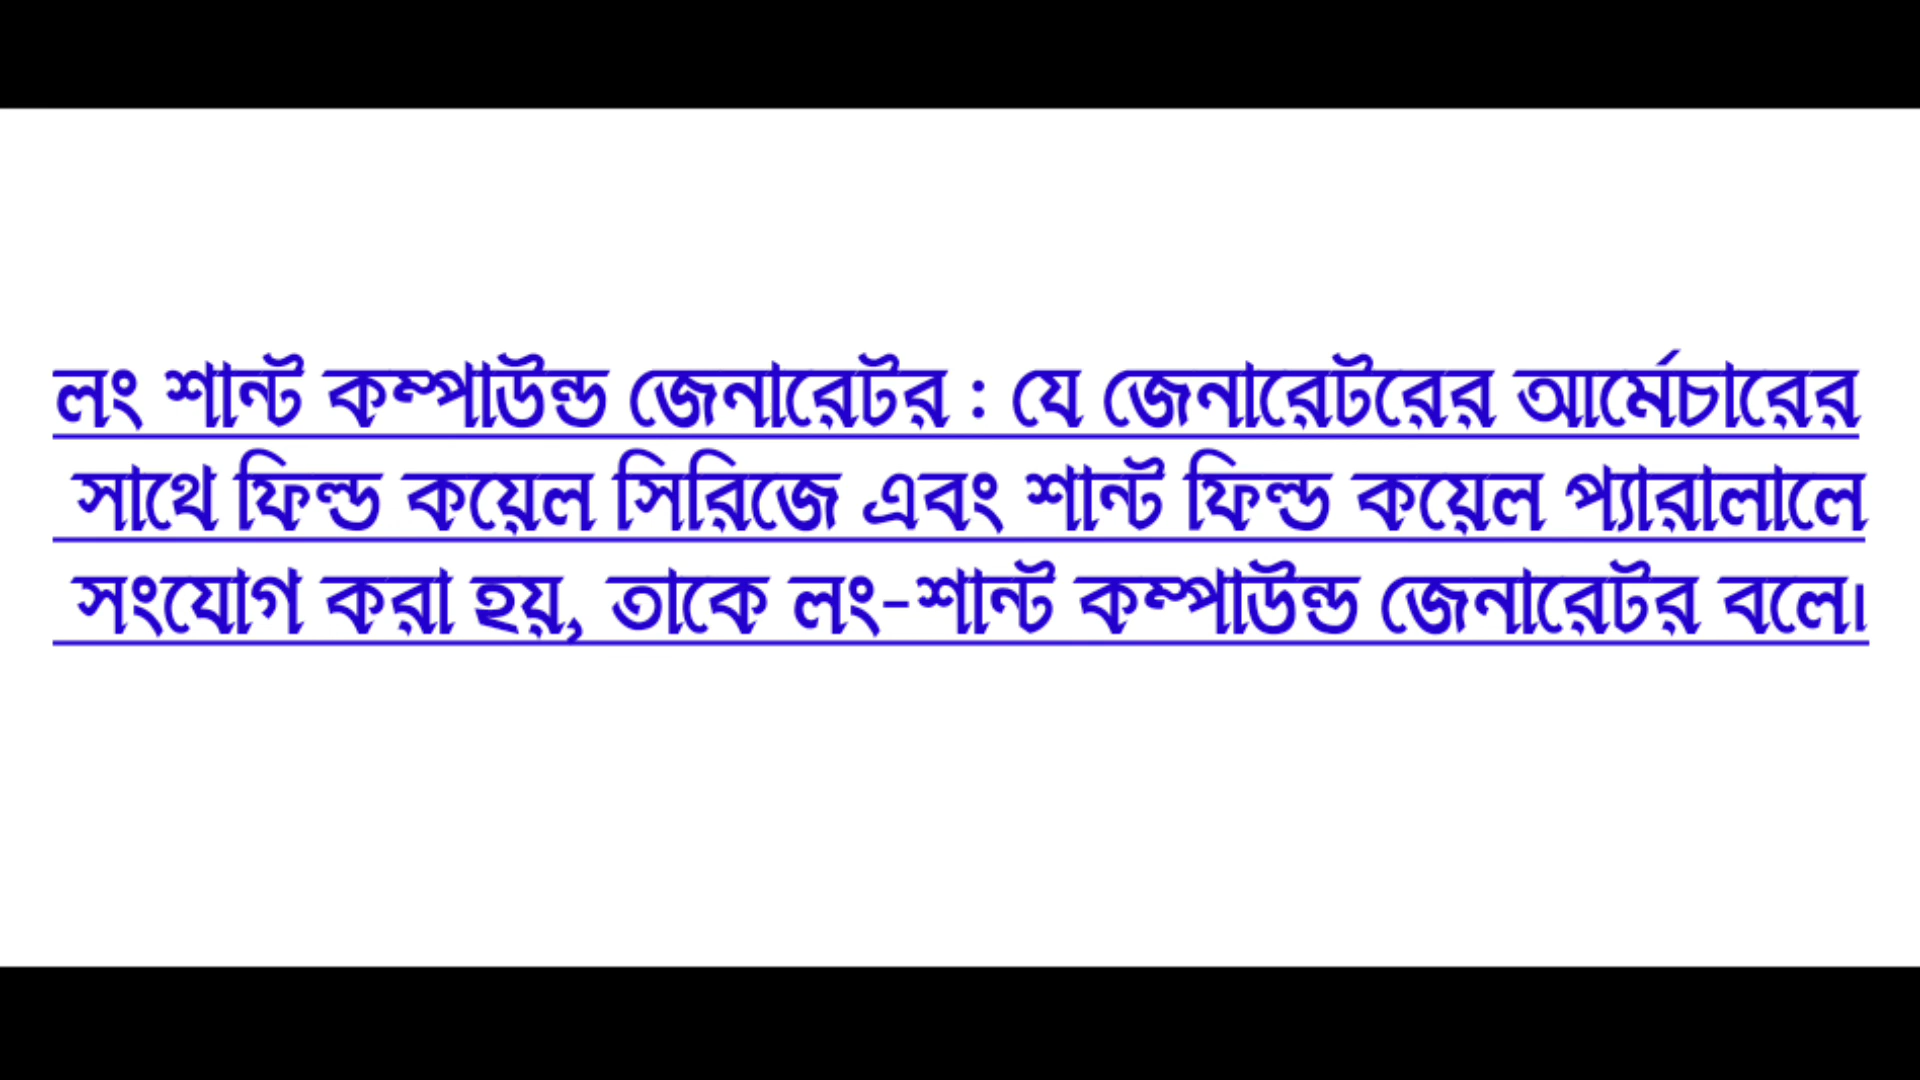 লং শান্ট কম্পাউন্ড জেনারেটর : যে জেনারেটরের আর্মেচারের
সাথে ফিল্ড কয়েল সিরিজে এবং শান্ট ফিল্ড কয়েল প্যারালালে
সংযোগ করা হয়, তাকে লং-শান্ট কম্পাউন্ড জেনারেটর বলে।